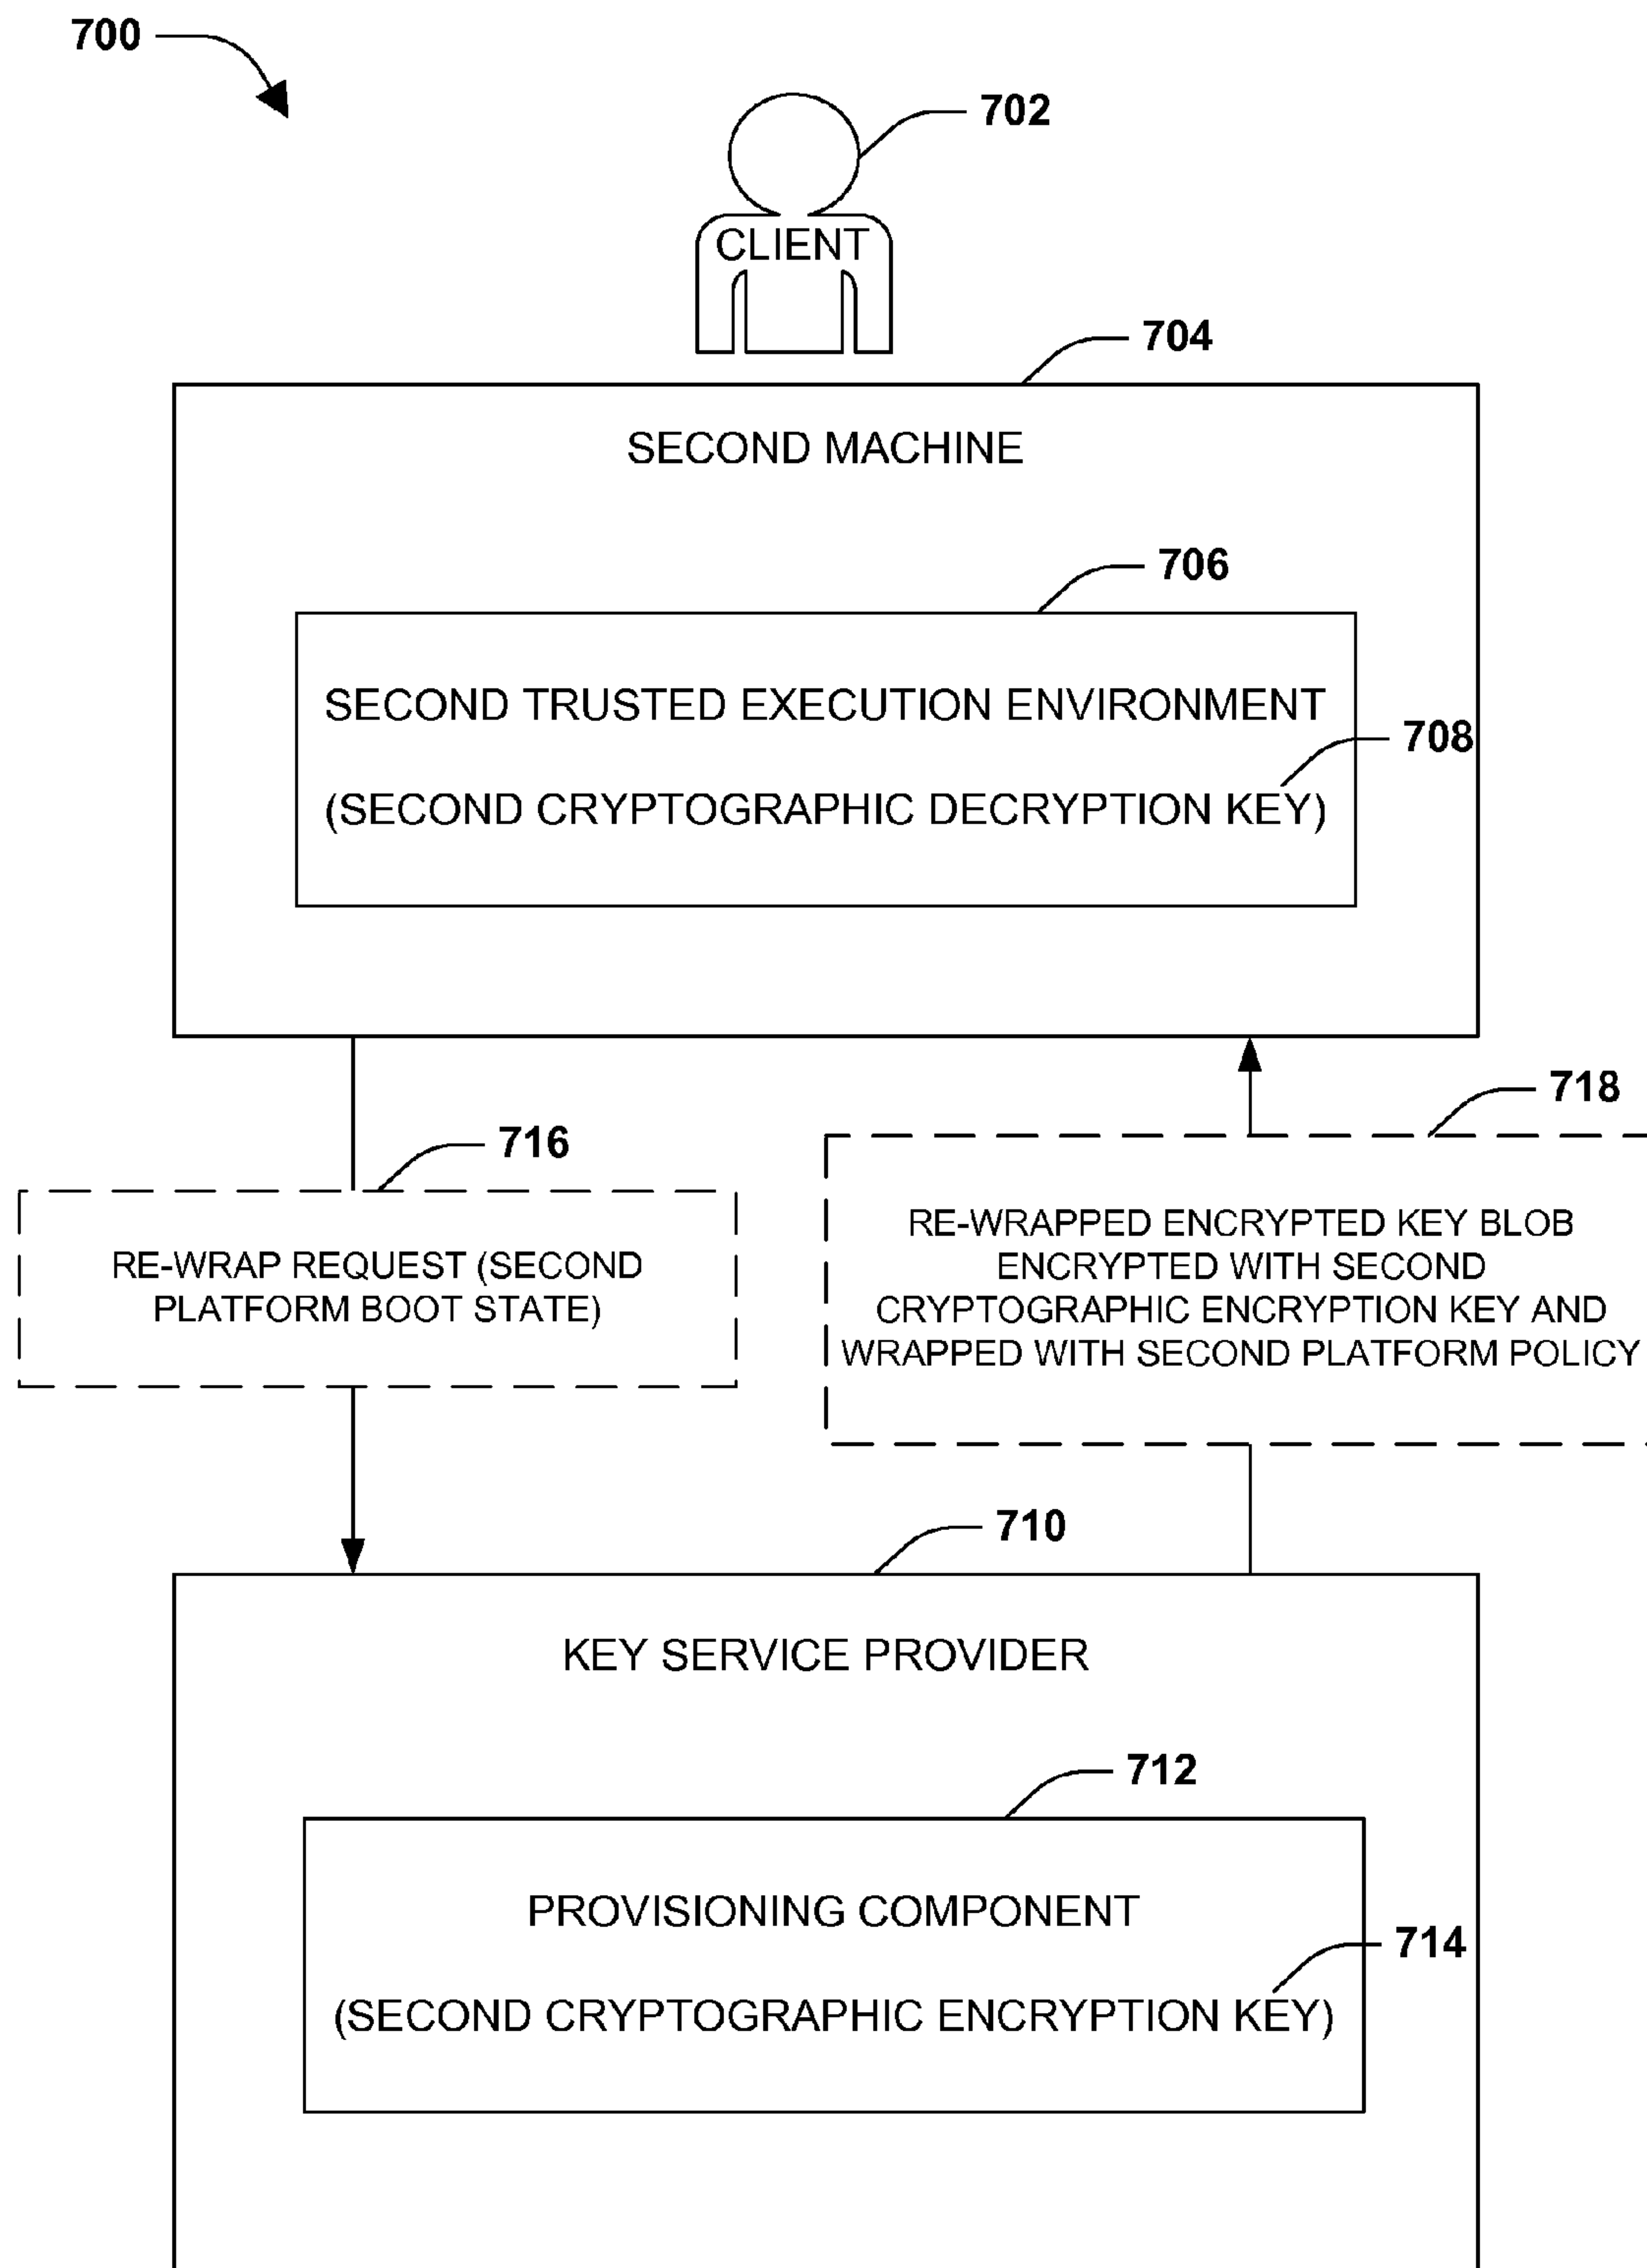 700
702
CLIENT
704
SECOND MACHINE
706
SECOND TRUSTED EXECUTION ENVIRONMENT
708
(SECOND CRYPTOGRAPHIC DECRYPTION KEY)
716
RE-WRAP REQUEST (SECOND
PLATFORM BOOT STATE)
718
RE-WRAPPED ENCRYPTED KEY BLOB
ENCRYPTED WITH SECOND
CRYPTOGRAPHIC ENCRYPTION KEY AND
WRAPPED WITH SECOND PLATFORM POLICY
710
KEY SERVICE PROVIDER
712
PROVISIONING COMPONENT
714
(SECOND CRYPTOGRAPHIC ENCRYPTION KEY)